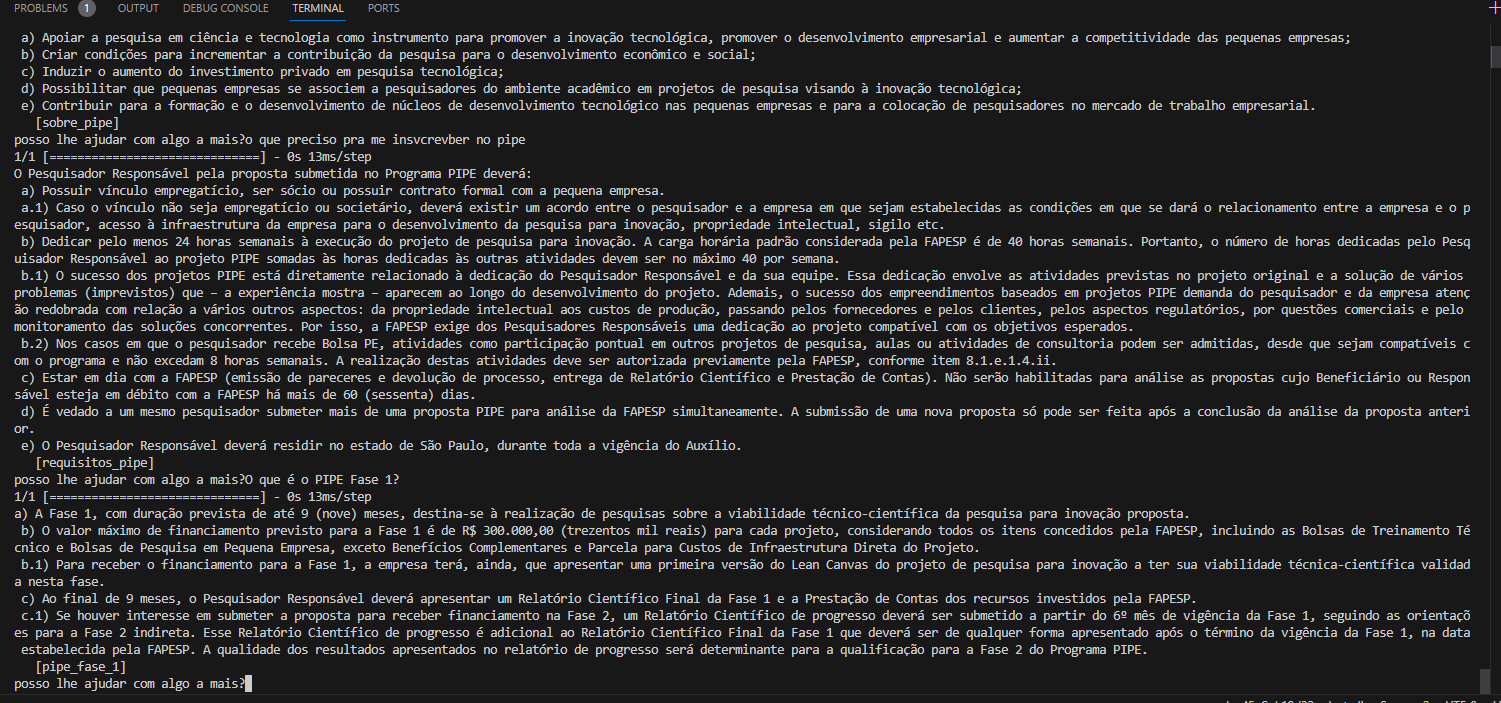 PROBLEMS 1 OUTPUT DEBUG CONSOLE TERMINAL PORTS
a) Apoiar a pesquisa em ciência e tecnologia como instrumento para promover a inovação tecnológica, promover o desenvolvimento empresarial e aumentar a competitividade das pequenas empresas;
b) Criar condições para incrementar a contribuição da pesquisa para o desenvolvimento econômico e social;
c) Induzir o aumento do investimento privado em pesquisa tecnológica;
d) Possibilitar que pequenas empresas se associem a pesquisadores do ambiente acadêmico em projetos de pesquisa visando à inovação tecnológica;
e) Contribuir para a formação e o desenvolvimento de núcleos de desenvolvimento tecnológico nas pequenas empresas e para a colocação de pesquisadores no mercado de trabalho empresarial.
[sobre_pipe]
posso lhe ajudar com algo a mais?o que preciso pra me insvcrevber no pipe
1/1 [==============================] - 0s 13ms/step
O Pesquisador Responsável pela proposta submetida no Programa PIPE deverá:
a) Possuir vínculo empregatício, ser sócio ou possuir contrato formal com a pequena empresa.
a.1) Caso o vínculo não seja empregatício ou societário, deverá existir um acordo entre o pesquisador e a empresa em que sejam estabelecidas as condições em que se dará o relacionamento entre a empresa e o p
esquisador, acesso à infraestrutura da empresa para o desenvolvimento da pesquisa para inovação, propriedade intelectual, sigilo etc.
b) Dedicar pelo menos 24 horas semanais à execução do projeto de pesquisa para inovação. A carga horária padrão considerada pela FAPESP é de 40 horas semanais. Portanto, o número de horas dedicadas pelo Pesq
uisador Responsável ao projeto PIPE somadas às horas dedicadas às outras atividades devem ser no máximo 40 por semana.
b.1) O sucesso dos projetos PIPE está diretamente relacionado à dedicação do Pesquisador Responsável e da sua equipe. Essa dedicação envolve as atividades previstas no projeto original e a solução de vários
problemas (imprevistos) que – a experiência mostra – aparecem ao longo do desenvolvimento do projeto. Ademais, o sucesso dos empreendimentos baseados em projetos PIPE demanda do pesquisador e da empresa atenç
ão redobrada com relação a vários outros aspectos: da propriedade intelectual aos custos de produção, passando pelos fornecedores e pelos clientes, pelos aspectos regulatórios, por questões comerciais e pelo
monitoramento das soluções concorrentes. Por isso, a FAPESP exige dos Pesquisadores Responsáveis uma dedicação ao projeto compatível com os objetivos esperados.
b.2) Nos casos em que o pesquisador recebe Bolsa PE, atividades como participação pontual em outros projetos de pesquisa, aulas ou atividades de consultoria podem ser admitidas, desde que sejam compatíveis c
om o programa e não excedam 8 horas semanais. A realização destas atividades deve ser autorizada previamente pela FAPESP, conforme item 8.1.e.1.4.ii.
c) Estar em dia com a FAPESP (emissão de pareceres e devolução de processo, entrega de Relatório Científico e Prestação de Contas). Não serão habilitadas para análise as propostas cujo Beneficiário ou Respon
sável esteja em débito com a FAPESP há mais de 60 (sessenta) dias.
d) É vedado a um mesmo pesquisador submeter mais de uma proposta PIPE para análise da FAPESP simultaneamente. A submissão de uma nova proposta só pode ser feita após a conclusão da análise da proposta anteri
or.
e) O Pesquisador Responsável deverá residir no estado de São Paulo, durante toda a vigência do Auxílio.
[requisitos_pipe]
posso lhe ajudar com algo a mais?O que é o PIPE Fase 1?
1/1 [==============================] - 0s 13ms/step
a) A Fase 1, com duração prevista de até 9 (nove) meses, destina-se à realização de pesquisas sobre a viabilidade técnico-científica da pesquisa para inovação proposta.
b) O valor máximo de financiamento previsto para a Fase 1 é de R$ 300.000,00 (trezentos mil reais) para cada projeto, considerando todos os itens concedidos pela FAPESP, incluindo as Bolsas de Treinamento Té
cnico e Bolsas de Pesquisa em Pequena Empresa, exceto Benefícios Complementares e Parcela para Custos de Infraestrutura Direta do Projeto.
b.1) Para receber o financiamento para a Fase 1, a empresa terá, ainda, que apresentar uma primeira versão do Lean Canvas do projeto de pesquisa para inovação a ter sua viabilidade técnica-científica validad
a nesta fase.
c) Ao final de 9 meses, o Pesquisador Responsável deverá apresentar um Relatório Científico Final da Fase 1 e a Prestação de Contas dos recursos investidos pela FAPESP.
c.1) Se houver interesse em submeter a proposta para receber financiamento na Fase 2, um Relatório Científico de progresso deverá ser submetido a partir do 6º mês de vigência da Fase 1, seguindo as orientaçõ
es para a Fase 2 indireta. Esse Relatório Científico de progresso é adicional ao Relatório Científico Final da Fase 1 que deverá ser de qualquer forma apresentado após o término da vigência da Fase 1, na data
estabelecida pela FAPESP. A qualidade dos resultados apresentados no relatório de progresso será determinante para a qualificação para a Fase 2 do Programa PIPE.
[pipe_fase_1]
posso lhe ajudar com algo a mais?